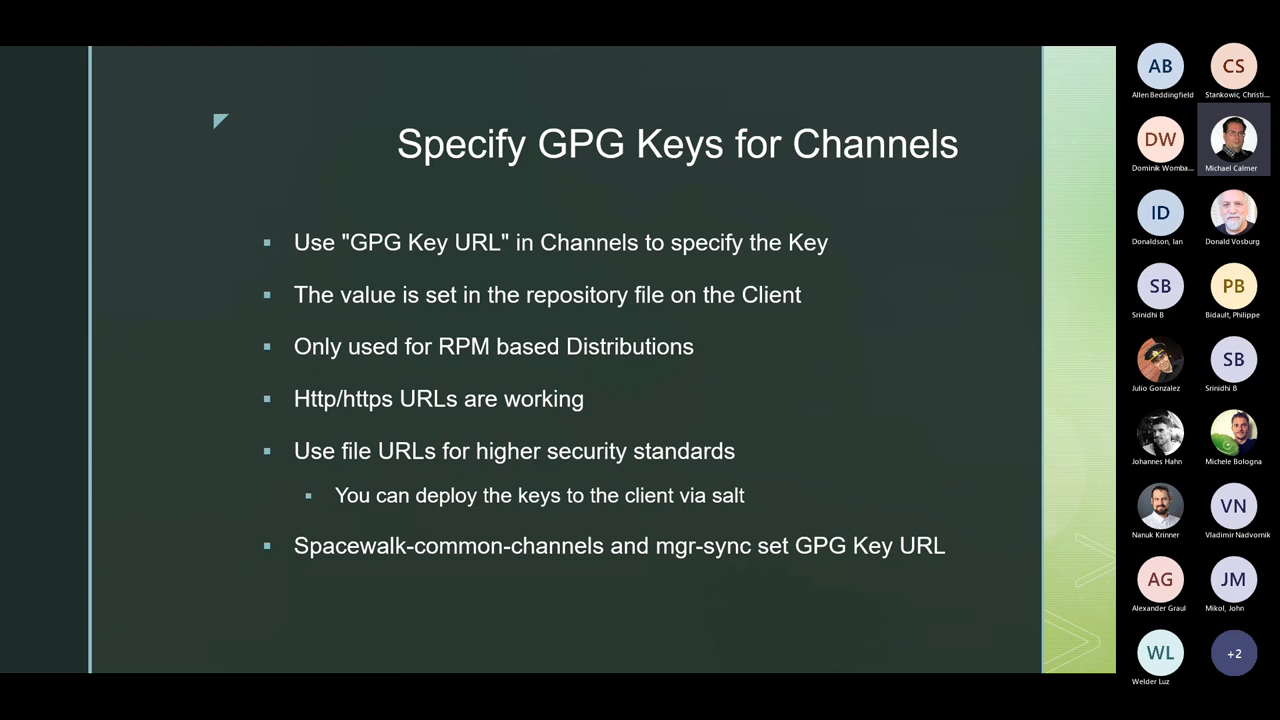 Specify GPG Keys for Channels
Use "GPG Key URL" in Channels to specify the Key
The value is set in the repository file on the Client
Only used for RPM based Distributions
Http/https URLs are working
Use file URLs for higher security standards
You can deploy the keys to the client via salt
Spacewalk-common-channels and mgr-sync set GPG Key URL
AB
Allen Beddingfield
CS
Stankowic, Christi...
DW
Dominik Womba...
Michael Calmer
ID
Donaldson, Ian
Donald Vosburg
SB
Srinidhi B
PB
Bidault, Philippe
Julio Gonzalez
SB
Srinidhi B
Johannes Hahn
Michele Bologna
Nanuk Krinner
VN
Vladimir Nadvornik
AG
Alexander Graul
JM
Mikol, John
WL
Welder Luz
+2